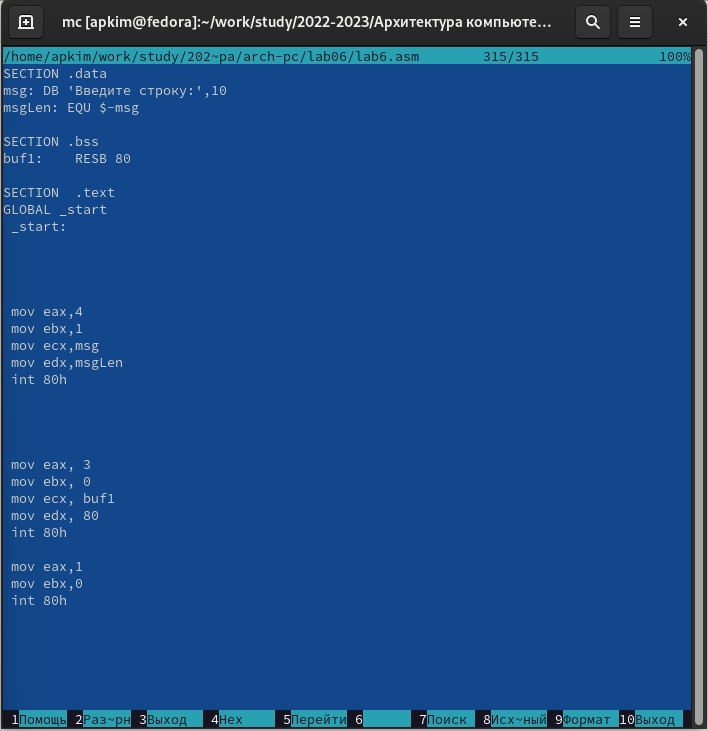 mc [apkim@fedora]:~/work/study/2022-2023/Архитектура компьюте...
/home/apkim/work/study/202~pa/arch-pc/lab06/lab6.asm 315/315 100%
SECTION .data
msg: DB 'Введите строку:',10
msgLen: EQU $-msg
SECTION .bss
buf1: RESB 80
SECTION .text
GLOBAL _start
_start:
mov eax,4
mov ebx,1
mov ecx,msg
mov edx,msgLen
int 80h
mov eax, 3
mov ebx, 0
mov ecx, buf1
mov edx, 80
int 80h
mov eax,1
mov ebx,0
int 80h
1Помощь 2Раз~рн 3Выход 4Hex 5Перейти 6 7Поиск 8Исх~ный 9Формат 10Выход